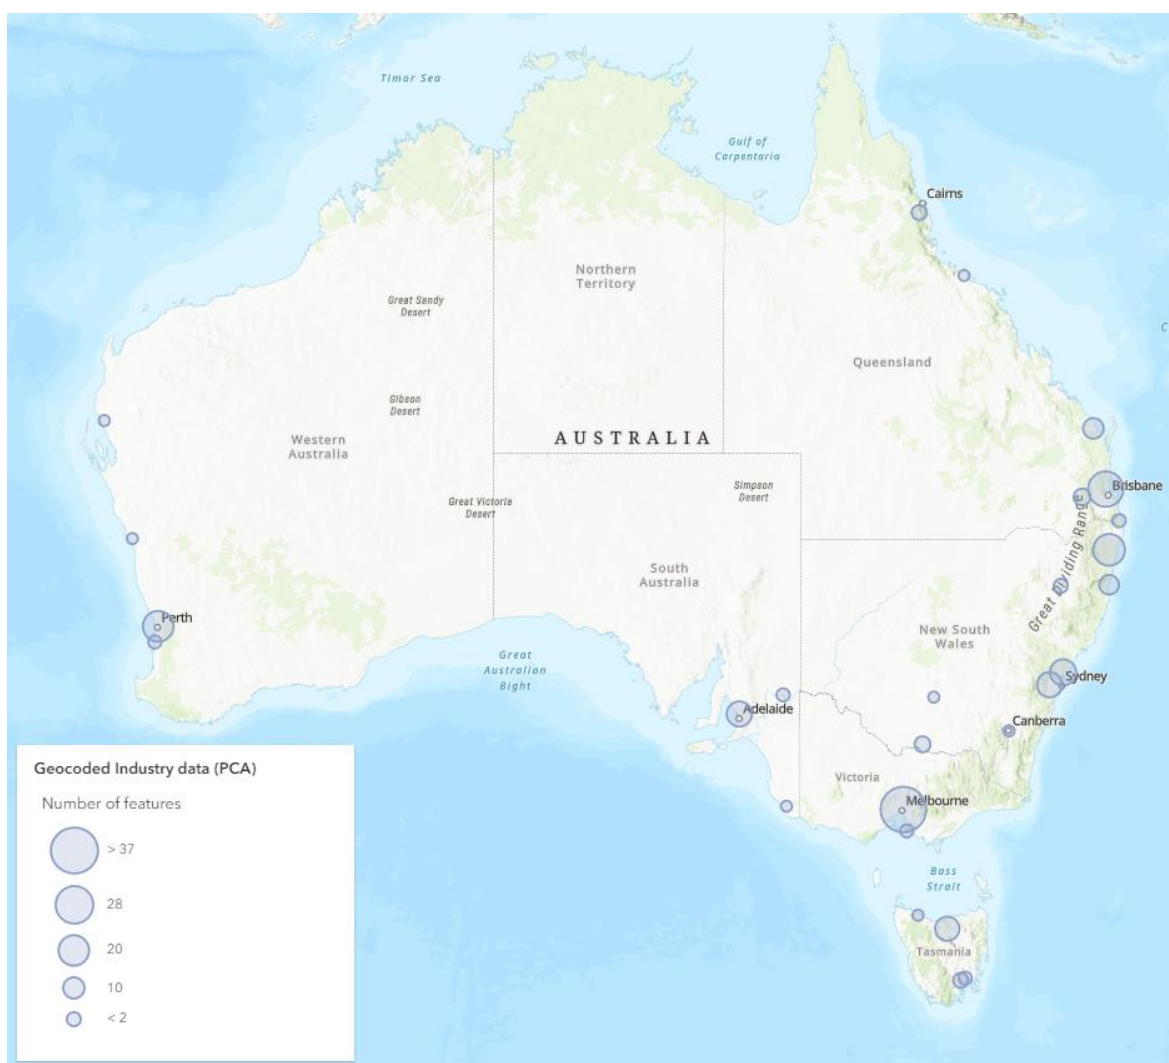 Timor Sea
Gulf of
Carpentaria
Cairns
Northern
Territory
Great Sandy
Desert
Queensland
Gibson
Desert
Western
Australia
AUSTRALIA
Great Victoria
Desert
Simpson
Desert
Brisbane
Great Dividing Range
South
Australia
Perth
New South
Wales
Great
Australian
Bight
Sydney
Adelaide
Canberra
Victoria
Melbourne
Bass
Strait
Tasmania
C
Geocoded Industry data (PCA)
Number of features
> 37
28
20
10
< 2